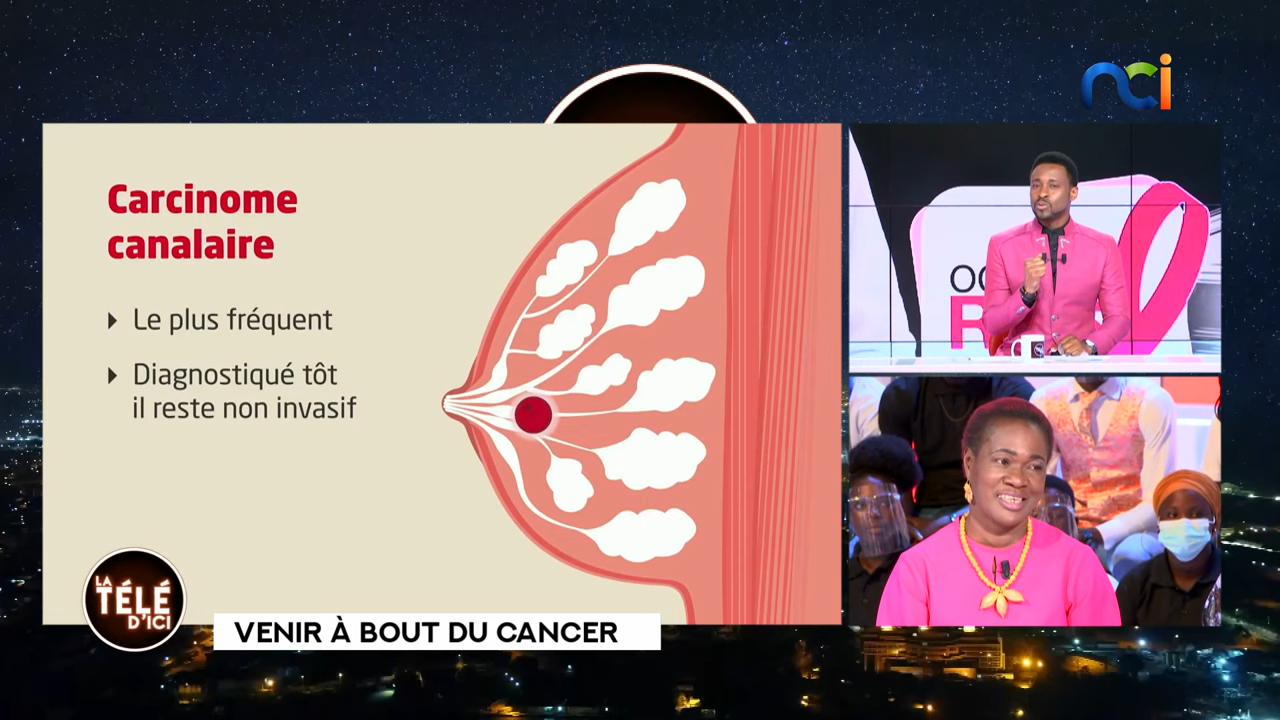 nci
Carcinome
canalaire
Le plus fréquent
Diagnostiqué tôt
il reste non invasif
LA
TÉLÉ
D'ICI
VENIR À BOUT DU CANCER